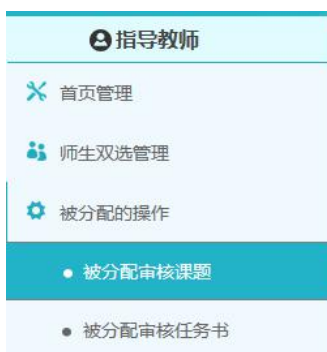 指导教师
首页管理
师生双选管理
被分配的操作
被分配审核课题
被分配审核任务书